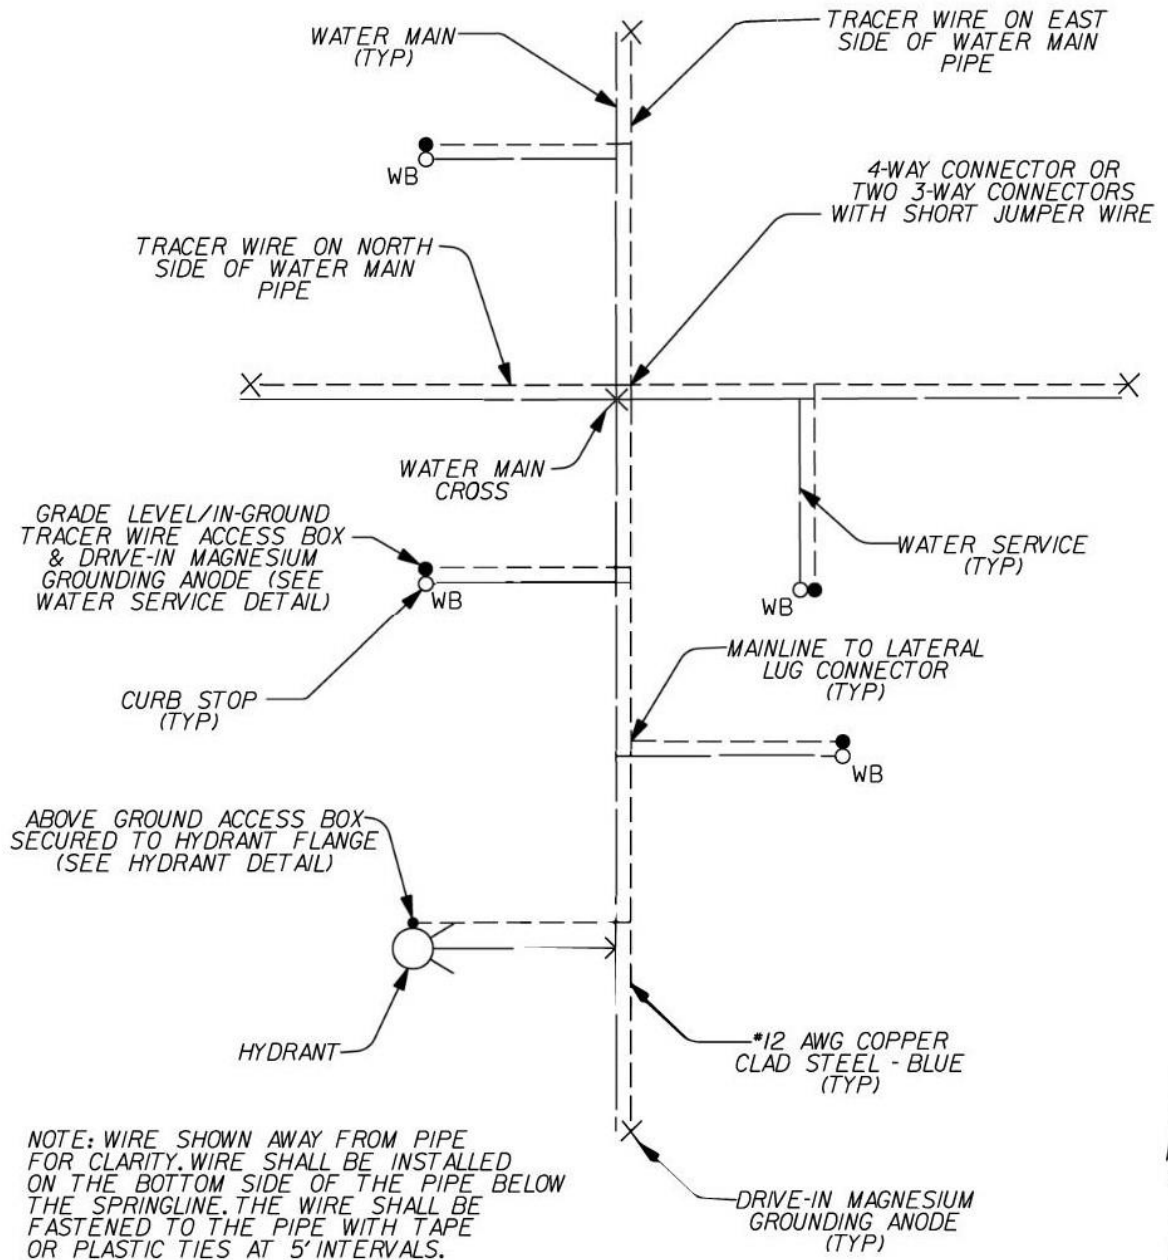 WATER MAIN
(TYP)
TRACER WIRE ON EAST
SIDE OF WATER MAIN
PIPE
WB
4-WAY CONNECTOR OR
TWO 3-WAY CONNECTORS
WITH SHORT JUMPER WIRE
TRACER WIRE ON NORTH
SIDE OF WATER MAIN
PIPE
WATER MAIN
CROSS
GRADE LEVEL/IN-GROUND
TRACER WIRE ACCESS BOX
& DRIVE-IN MAGNESIUM
GROUNDING ANODE (SEE
WATER SERVICE DETAIL)
WB
WATER SERVICE
(TYP)
WB
CURB STOP
(TYP)
MAINLINE TO LATERAL
LUG CONNECTOR
(TYP)
WB
ABOVE GROUND ACCESS BOX
SECURED TO HYDRANT FLANGE
(SEE HYDRANT DETAIL)
HYDRANT
#12 AWG COPPER
CLAD STEEL - BLUE
(TYP)
NOTE: WIRE SHOWN AWAY FROM PIPE
FOR CLARITY. WIRE SHALL BE INSTALLED
ON THE BOTTOM SIDE OF THE PIPE BELOW
THE SPRINGLINE. THE WIRE SHALL BE
FASTENED TO THE PIPE WITH TAPE
OR PLASTIC TIES AT 5' INTERVALS.
DRIVE-IN MAGNESIUM
GROUNDING ANODE
(TYP)